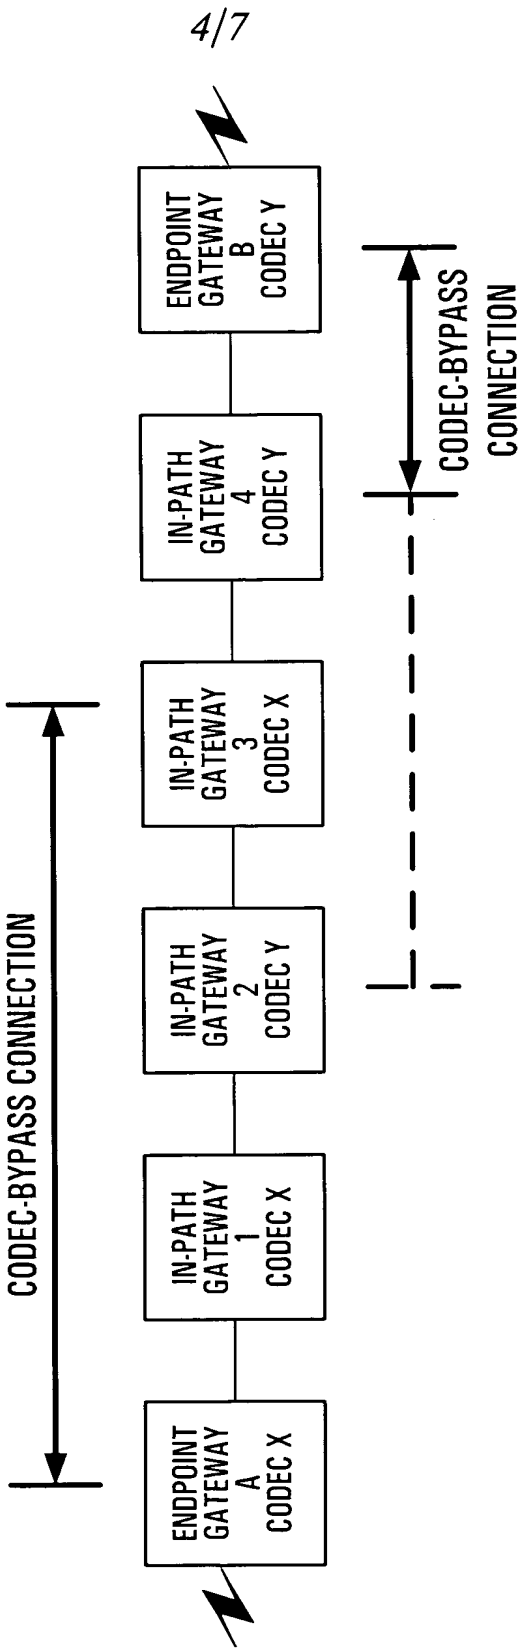 4/7
CODEC-BYPASS CONNECTION
ENDPOINT
GATEWAY
A
CODEC X
IN-PATH
GATEWAY
1
CODEC X
IN-PATH
GATEWAY
2
CODEC Y
IN-PATH
GATEWAY
3
CODEC X
IN-PATH
GATEWAY
4
CODEC Y
ENDPOINT
GATEWAY
B
CODEC Y
CODEC-BYPASS
CONNECTION